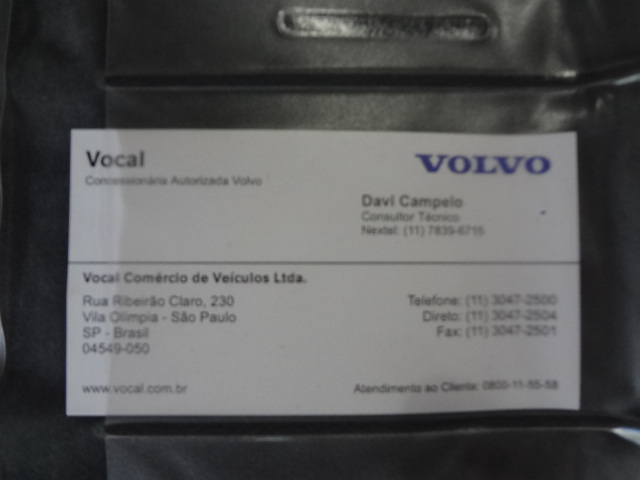 Vocal
VOLVO
Concessionária Autorizada Volvo
Davi Campelo
Consultor Técnico
Nextel: (11) 7839-6715
Vocal Comércio de Veículos Ltda.
Rua Ribeirão Claro, 230
Vila Olímpia - São Paulo
SP - Brasil
04549-050
Telefone: (11) 3047-2500
Direto: (11) 3047-2504
Fax: (11) 3047-2501
www.vocal.com.br
Atendimento ao Cliente: 0800-11-55-58